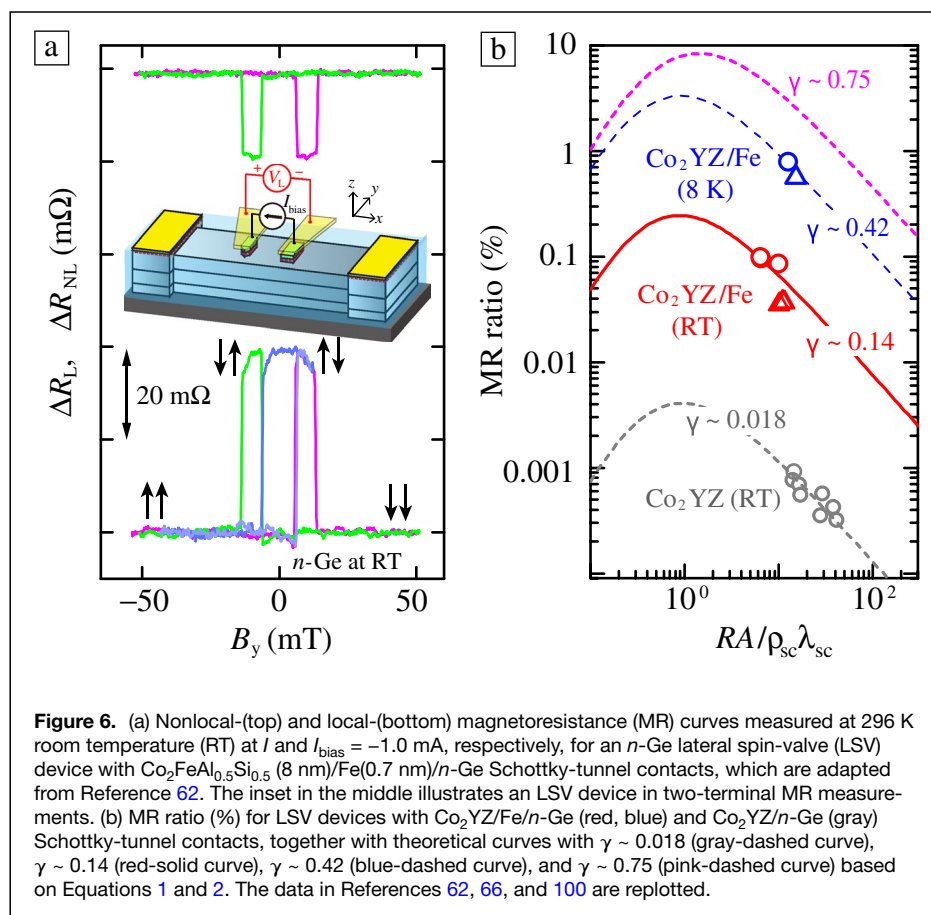 a
ΔR_L, ΔR_NL (mΩ)
+ V_L −
I_bias
z
y
x
20 mΩ
n-Ge at RT
−50 0 50
B_y (mT)
b
MR ratio (%)
10
1
0.1
0.01
0.001
γ ~ 0.75
Co₂YZ/Fe
(8 K)
γ ~ 0.42
Co₂YZ/Fe
(RT)
γ ~ 0.14
γ ~ 0.018
Co₂YZ (RT)
10⁰ 10²
RA/ρ_sc λ_sc
Figure 6. (a) Nonlocal-(top) and local-(bottom) magnetoresistance (MR) curves measured at 296 K
room temperature (RT) at I and I_bias = −1.0 mA, respectively, for an n-Ge lateral spin-valve (LSV)
device with Co₂FeAl₀.₅Si₀.₅ (8 nm)/Fe(0.7 nm)/n-Ge Schottky-tunnel contacts, which are adapted
from Reference 62. The inset in the middle illustrates an LSV device in two-terminal MR measure-
ments. (b) MR ratio (%) for LSV devices with Co₂YZ/Fe/n-Ge (red, blue) and Co₂YZ/n-Ge (gray)
Schottky-tunnel contacts, together with theoretical curves with γ ~ 0.018 (gray-dashed curve),
γ ~ 0.14 (red-solid curve), γ ~ 0.42 (blue-dashed curve), and γ ~ 0.75 (pink-dashed curve) based
on Equations 1 and 2. The data in References 62, 66, and 100 are replotted.